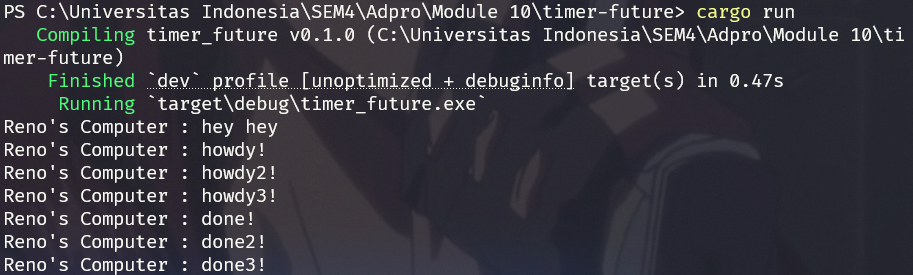 PS C:\Universitas Indonesia\SEM4\Adpro\Module 10\timer-future> cargo run
   Compiling timer_future v0.1.0 (C:\Universitas Indonesia\SEM4\Adpro\Module 10\ti
mer-future)
    Finished `dev` profile [unoptimized + debuginfo] target(s) in 0.47s
     Running `target\debug\timer_future.exe`
Reno's Computer : hey hey
Reno's Computer : howdy!
Reno's Computer : howdy2!
Reno's Computer : howdy3!
Reno's Computer : done!
Reno's Computer : done2!
Reno's Computer : done3!